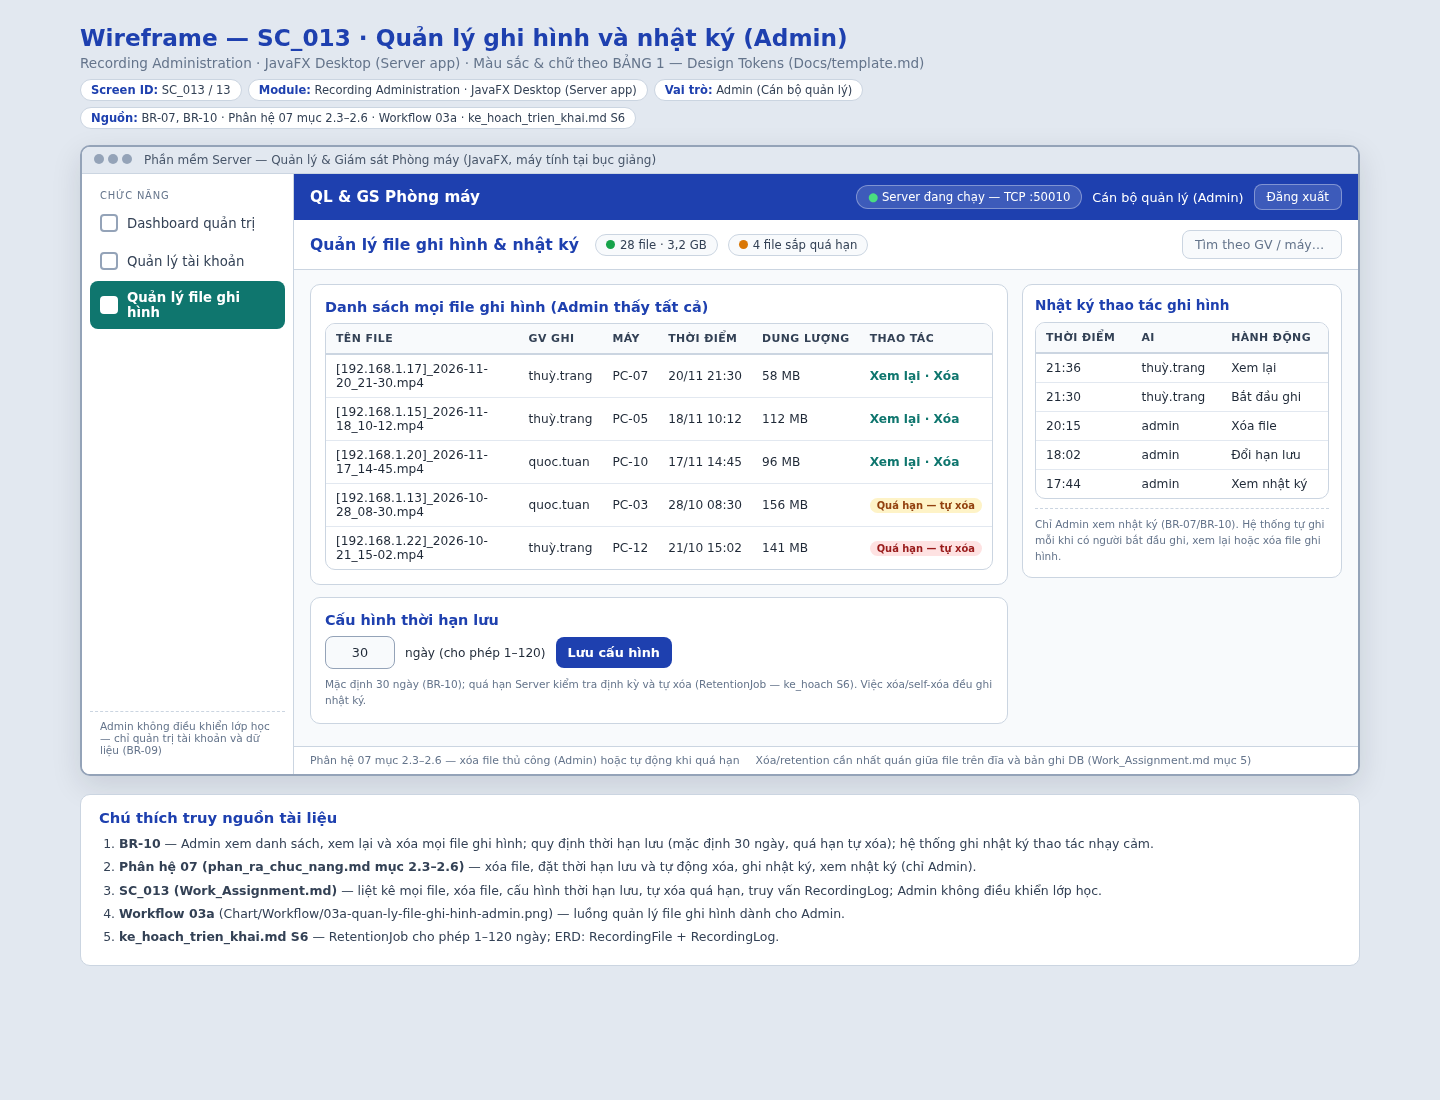 Wireframe — SC_013 · Quản lý ghi hình và nhật ký (Admin)
Recording Administration · JavaFX Desktop (Server app) · Màu sắc & chữ theo BẢNG 1 — Design Tokens (Docs/template.md)
Screen ID: SC_013 / 13
Module: Recording Administration · JavaFX Desktop (Server app)
Vai trò: Admin (Cán bộ quản lý)
Nguồn: BR-07, BR-10 · Phân hệ 07 mục 2.3–2.6 · Workflow 03a · ke_hoach_trien_khai.md S6
Phần mềm Server — Quản lý & Giám sát Phòng máy (JavaFX, máy tính tại bục giảng)
CHỨC NĂNG
Dashboard quản trị
Quản lý tài khoản
Quản lý file ghi
hình
Admin không điều khiển lớp học
— chỉ quản trị tài khoản và dữ
liệu (BR-09)
QL & GS Phòng máy
Server đang chạy — TCP :50010
Cán bộ quản lý (Admin)
Đăng xuất
Quản lý file ghi hình & nhật ký
28 file · 3,2 GB
4 file sắp quá hạn
Tìm theo GV / máy…
Danh sách mọi file ghi hình (Admin thấy tất cả)
TÊN FILE GV GHI MÁY THỜI ĐIỂM DUNG LƯỢNG THAO TÁC
[192.168.1.17]_2026-11-
20_21-30.mp4 thuỳ.trang PC-07 20/11 21:30 58 MB Xem lại · Xóa
[192.168.1.15]_2026-11-
18_10-12.mp4 thuỳ.trang PC-05 18/11 10:12 112 MB Xem lại · Xóa
[192.168.1.20]_2026-11-
17_14-45.mp4 quoc.tuan PC-10 17/11 14:45 96 MB Xem lại · Xóa
[192.168.1.13]_2026-10-
28_08-30.mp4 quoc.tuan PC-03 28/10 08:30 156 MB Quá hạn — tự xóa
[192.168.1.22]_2026-10-
21_15-02.mp4 thuỳ.trang PC-12 21/10 15:02 141 MB Quá hạn — tự xóa
Cấu hình thời hạn lưu
30 ngày (cho phép 1–120) Lưu cấu hình
Mặc định 30 ngày (BR-10); quá hạn Server kiểm tra định kỳ và tự xóa (RetentionJob — ke_hoach S6). Việc xóa/self-xóa đều ghi
nhật ký.
Nhật ký thao tác ghi hình
THỜI ĐIỂM AI HÀNH ĐỘNG
21:36 thuỳ.trang Xem lại
21:30 thuỳ.trang Bắt đầu ghi
20:15 admin Xóa file
18:02 admin Đổi hạn lưu
17:44 admin Xem nhật ký
Chỉ Admin xem nhật ký (BR-07/BR-10). Hệ thống tự ghi
mỗi khi có người bắt đầu ghi, xem lại hoặc xóa file ghi
hình.
Phân hệ 07 mục 2.3–2.6 — xóa file thủ công (Admin) hoặc tự động khi quá hạn
Xóa/retention cần nhất quán giữa file trên đĩa và bản ghi DB (Work_Assignment.md mục 5)
Chú thích truy nguồn tài liệu
1. BR-10 — Admin xem danh sách, xem lại và xóa mọi file ghi hình; quy định thời hạn lưu (mặc định 30 ngày, quá hạn tự xóa); hệ thống ghi nhật ký thao tác nhạy cảm.
2. Phân hệ 07 (phan_ra_chuc_nang.md mục 2.3–2.6) — xóa file, đặt thời hạn lưu và tự động xóa, ghi nhật ký, xem nhật ký (chỉ Admin).
3. SC_013 (Work_Assignment.md) — liệt kê mọi file, xóa file, cấu hình thời hạn lưu, tự xóa quá hạn, truy vấn RecordingLog; Admin không điều khiển lớp học.
4. Workflow 03a (Chart/Workflow/03a-quan-ly-file-ghi-hinh-admin.png) — luồng quản lý file ghi hình dành cho Admin.
5. ke_hoach_trien_khai.md S6 — RetentionJob cho phép 1–120 ngày; ERD: RecordingFile + RecordingLog.